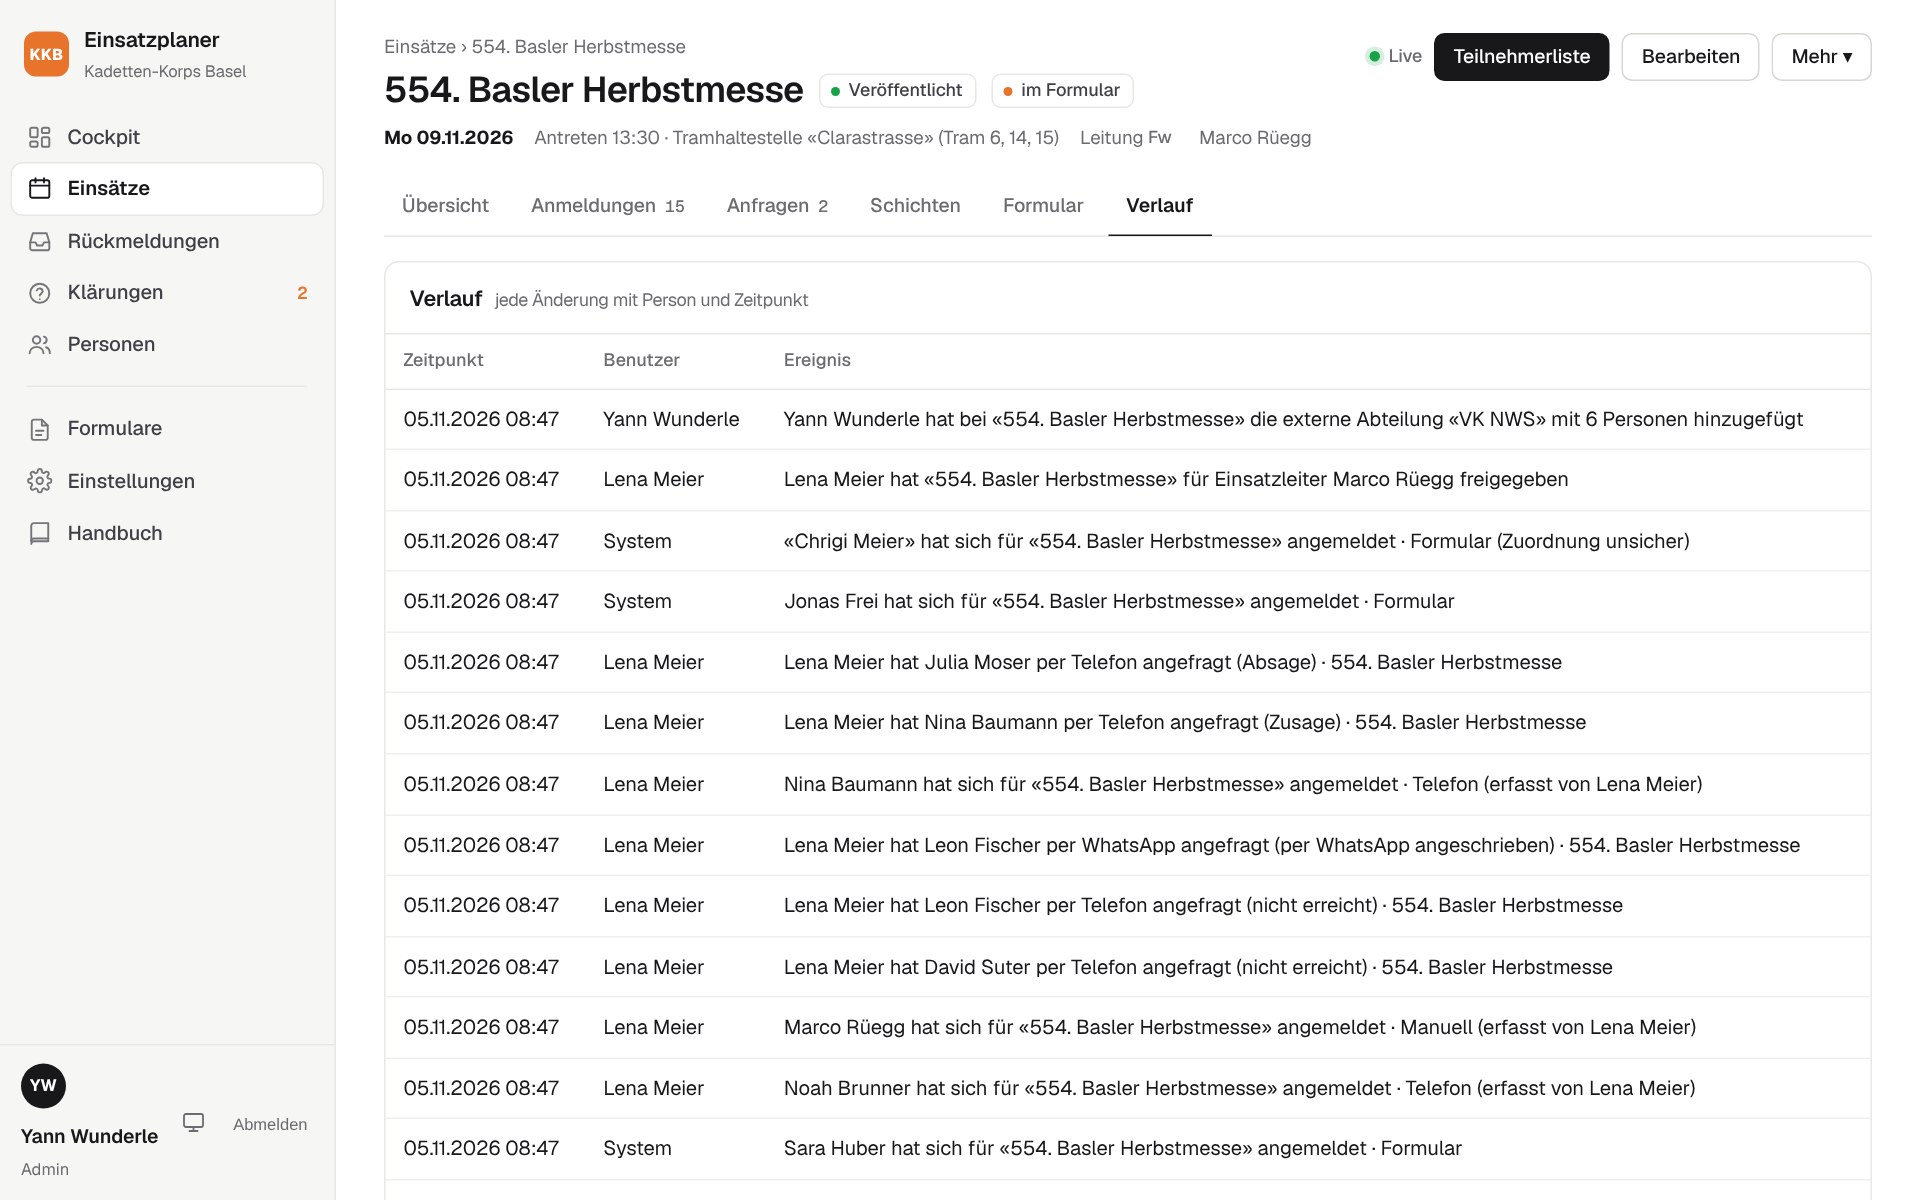 KKB
Einsatzplaner
Kadetten-Korps Basel
Cockpit
Einsätze
Rückmeldungen
Klärungen 2
Personen
Formulare
Einstellungen
Handbuch
YW
Yann Wunderle
Admin
Abmelden
Einsätze › 554. Basler Herbstmesse
554. Basler Herbstmesse Veröffentlicht im Formular
Live Teilnehmerliste Bearbeiten Mehr ▾
Mo 09.11.2026 Antreten 13:30 · Tramhaltestelle «Clarastrasse» (Tram 6, 14, 15) Leitung Fw Marco Rüegg
Übersicht Anmeldungen 15 Anfragen 2 Schichten Formular Verlauf
Verlauf jede Änderung mit Person und Zeitpunkt
Zeitpunkt Benutzer Ereignis
05.11.2026 08:47 Yann Wunderle Yann Wunderle hat bei «554. Basler Herbstmesse» die externe Abteilung «VK NWS» mit 6 Personen hinzugefügt
05.11.2026 08:47 Lena Meier Lena Meier hat «554. Basler Herbstmesse» für Einsatzleiter Marco Rüegg freigegeben
05.11.2026 08:47 System «Chrigi Meier» hat sich für «554. Basler Herbstmesse» angemeldet · Formular (Zuordnung unsicher)
05.11.2026 08:47 System Jonas Frei hat sich für «554. Basler Herbstmesse» angemeldet · Formular
05.11.2026 08:47 Lena Meier Lena Meier hat Julia Moser per Telefon angefragt (Absage) · 554. Basler Herbstmesse
05.11.2026 08:47 Lena Meier Lena Meier hat Nina Baumann per Telefon angefragt (Zusage) · 554. Basler Herbstmesse
05.11.2026 08:47 Lena Meier Nina Baumann hat sich für «554. Basler Herbstmesse» angemeldet · Telefon (erfasst von Lena Meier)
05.11.2026 08:47 Lena Meier Lena Meier hat Leon Fischer per WhatsApp angefragt (per WhatsApp angeschrieben) · 554. Basler Herbstmesse
05.11.2026 08:47 Lena Meier Lena Meier hat Leon Fischer per Telefon angefragt (nicht erreicht) · 554. Basler Herbstmesse
05.11.2026 08:47 Lena Meier Lena Meier hat David Suter per Telefon angefragt (nicht erreicht) · 554. Basler Herbstmesse
05.11.2026 08:47 Lena Meier Marco Rüegg hat sich für «554. Basler Herbstmesse» angemeldet · Manuell (erfasst von Lena Meier)
05.11.2026 08:47 Lena Meier Noah Brunner hat sich für «554. Basler Herbstmesse» angemeldet · Telefon (erfasst von Lena Meier)
05.11.2026 08:47 System Sara Huber hat sich für «554. Basler Herbstmesse» angemeldet · Formular